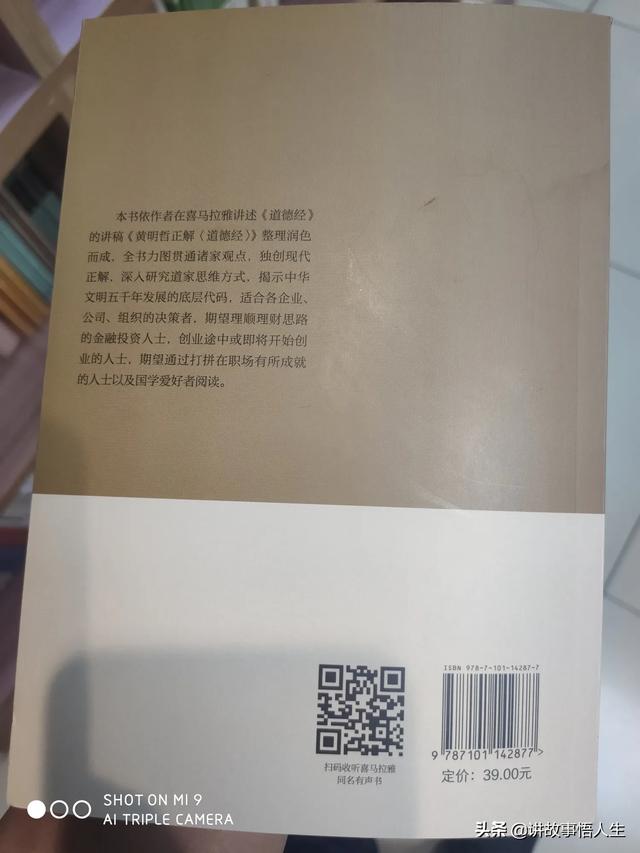 本书依作者在喜马拉雅讲述《道德经》
的讲稿《黄明哲正解〈道德经〉》整理润色
而成，全书力图贯通诸家观点，独创现代
正解，深入研究道家思维方式，揭示中华
文明五千年发展的底层代码，适合各企业、
公司、组织的决策者，期望理顺理财思路
的金融投资人士，创业途中或即将开始创
业的人士，期望通过打拼在职场有所成就
的人士以及国学爱好者阅读。
ISBN 978-7-101-14287-7
9 787101 142877>
扫码收听喜马拉雅
同名有声书
定价：39.00元
SHOT ON MI 9
AI TRIPLE CAMERA
头条 @讲故事悟人生